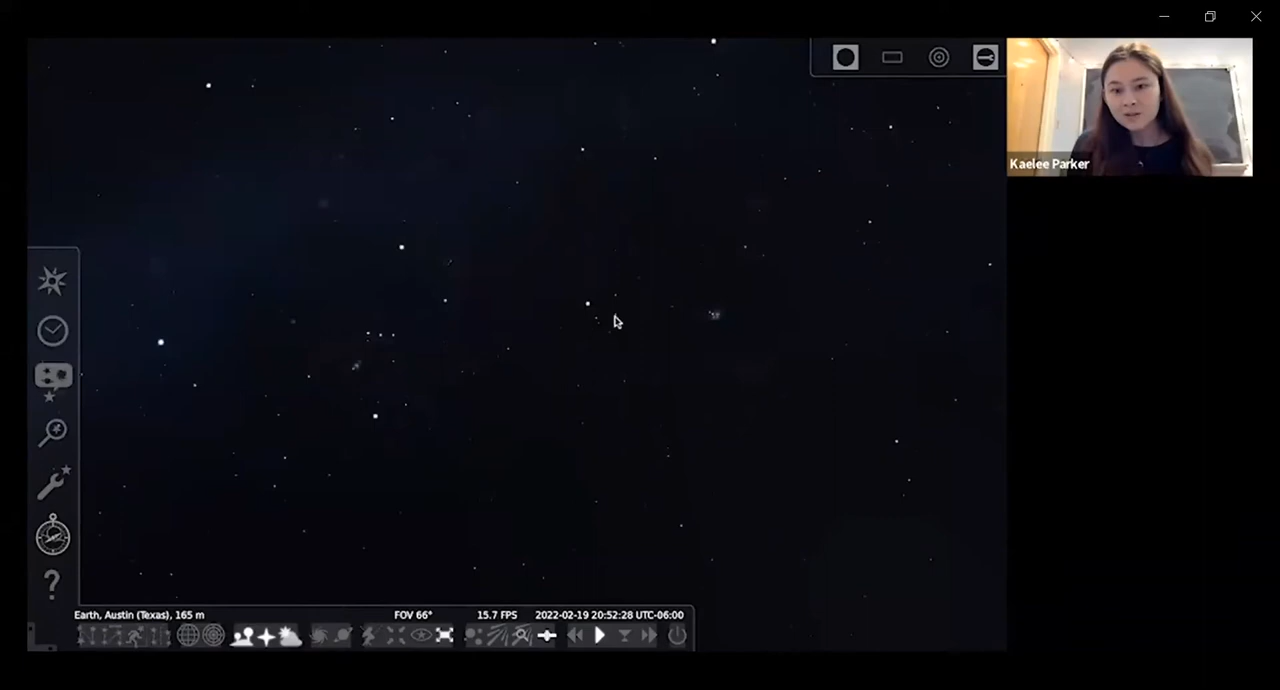 Kaelee Parker
Earth, Austin (Texas), 165 m FOV 66° 15.7 FPS 2022-02-19 20:52:28 UTC-06:00